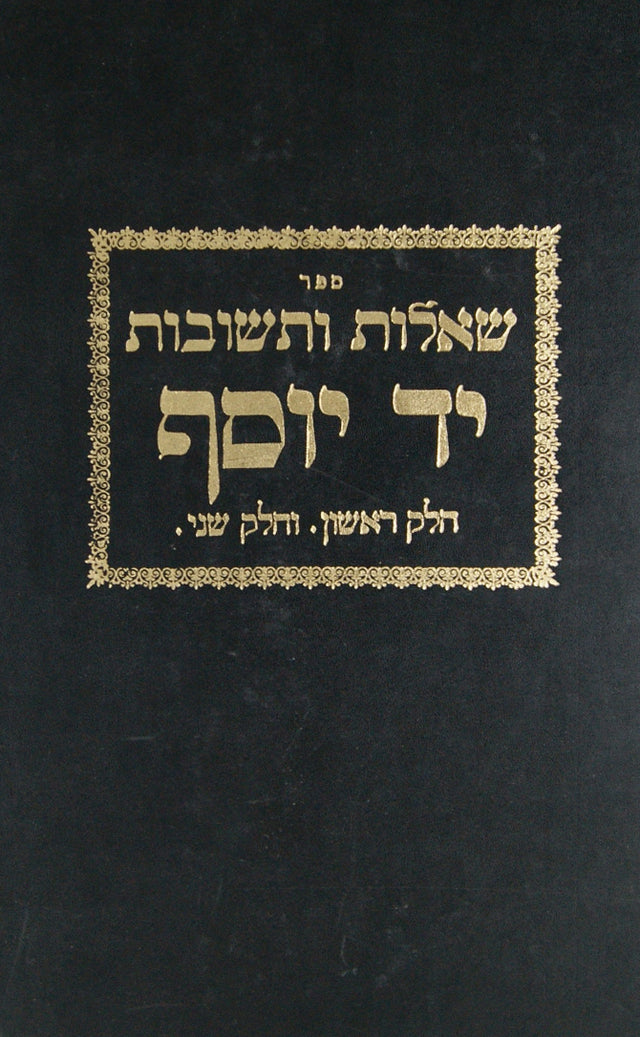 ספר
שאלות ותשובות
יד יוסף
חלק ראשון. וחלק שני.